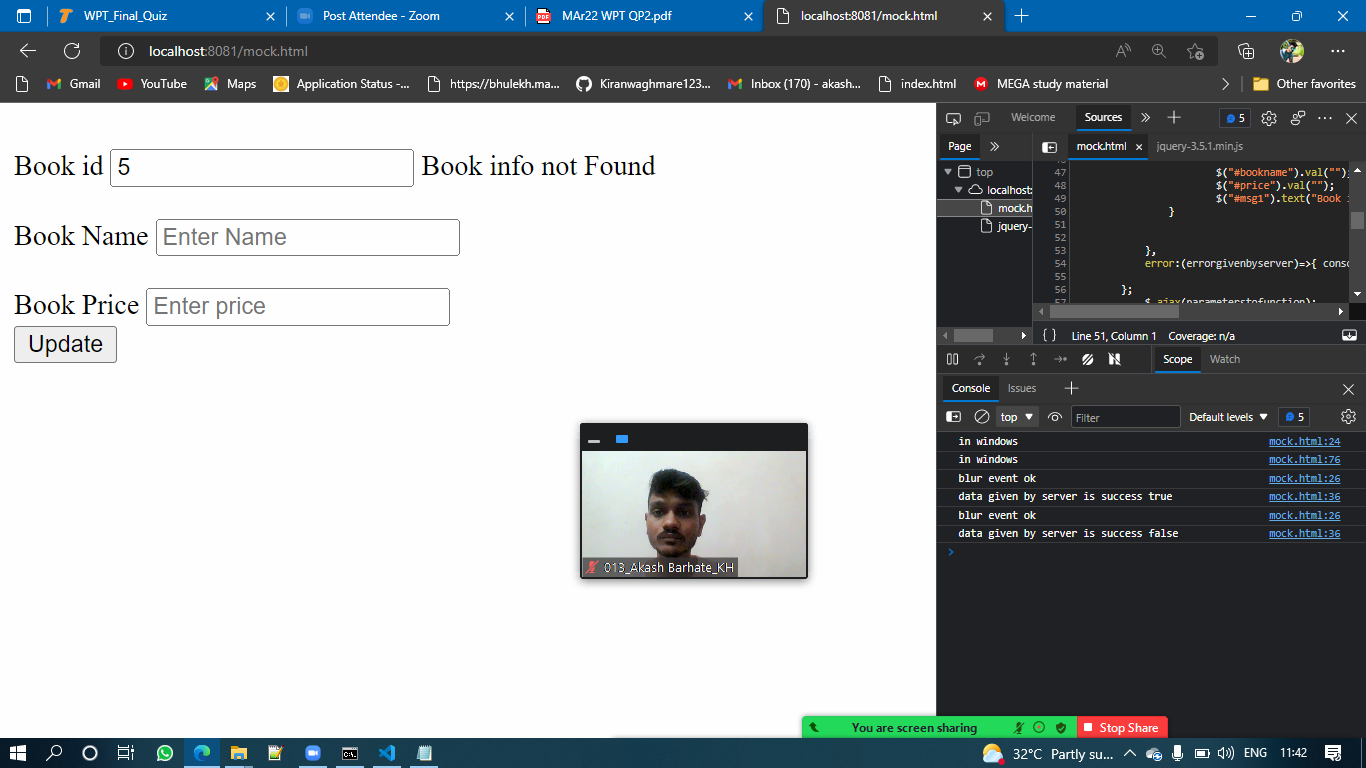 WPT_Final_Quiz
Post Attendee - Zoom
MAr22 WPT QP2.pdf
localhost:8081/mock.html
localhost:8081/mock.html
Gmail
YouTube
Maps
Application Status -...
https://bhulekh.ma...
Kiranwaghmare123...
Inbox (170) - akash...
index.html
MEGA study material
Other favorites
Book id 5 Book info not Found
Book Name Enter Name
Book Price Enter price
Update
013_Akash Barhate_KH
Welcome
Sources
5
Page
mock.html
jquery-3.5.1.min.js
top
localhost:
mock.h
jquery-
47 $("#bookname").val("");
48 $("#price").val("");
49 $("#msg1").text("Book i
50 }
51
52
53 },
54 error:(errorgivenbyserver)=>{ conso
55
56 };
57 $.ajax(parameterstofunction);
{ } Line 51, Column 1 Coverage: n/a
Scope
Watch
Console
Issues
top
Filter
Default levels
5
in windows mock.html:24
in windows mock.html:76
blur event ok mock.html:26
data given by server is success true mock.html:36
blur event ok mock.html:26
data given by server is success false mock.html:36
You are screen sharing
Stop Share
32°C Partly su...
ENG
11:42